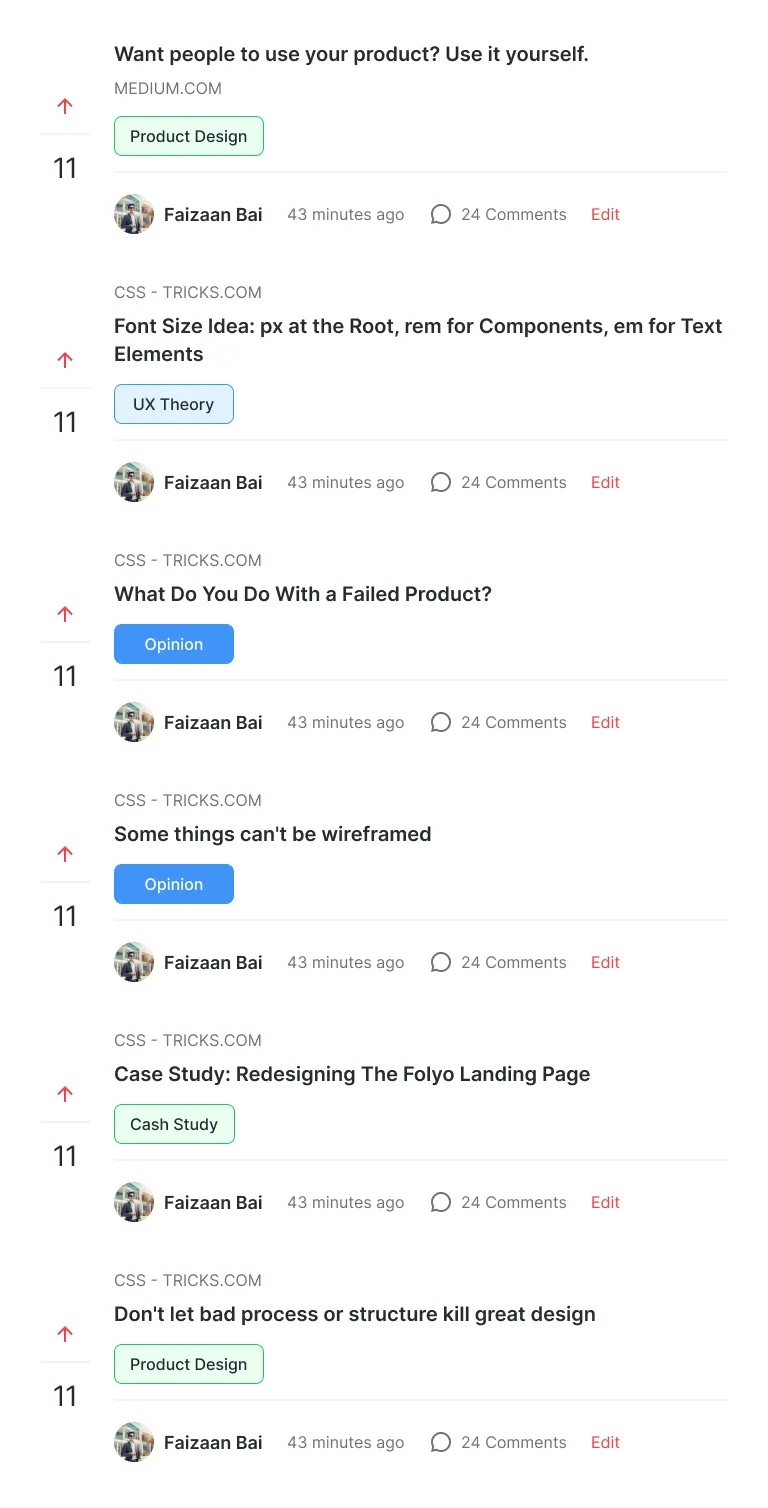 Want people to use your product? Use it yourself.
MEDIUM.COM
Product Design
11
Faizaan Bai 43 minutes ago 24 Comments Edit
CSS - TRICKS.COM
Font Size Idea: px at the Root, rem for Components, em for Text
Elements
UX Theory
11
Faizaan Bai 43 minutes ago 24 Comments Edit
CSS - TRICKS.COM
What Do You Do With a Failed Product?
Opinion
11
Faizaan Bai 43 minutes ago 24 Comments Edit
CSS - TRICKS.COM
Some things can't be wireframed
Opinion
11
Faizaan Bai 43 minutes ago 24 Comments Edit
CSS - TRICKS.COM
Case Study: Redesigning The Folyo Landing Page
Cash Study
11
Faizaan Bai 43 minutes ago 24 Comments Edit
CSS - TRICKS.COM
Don't let bad process or structure kill great design
Product Design
11
Faizaan Bai 43 minutes ago 24 Comments Edit